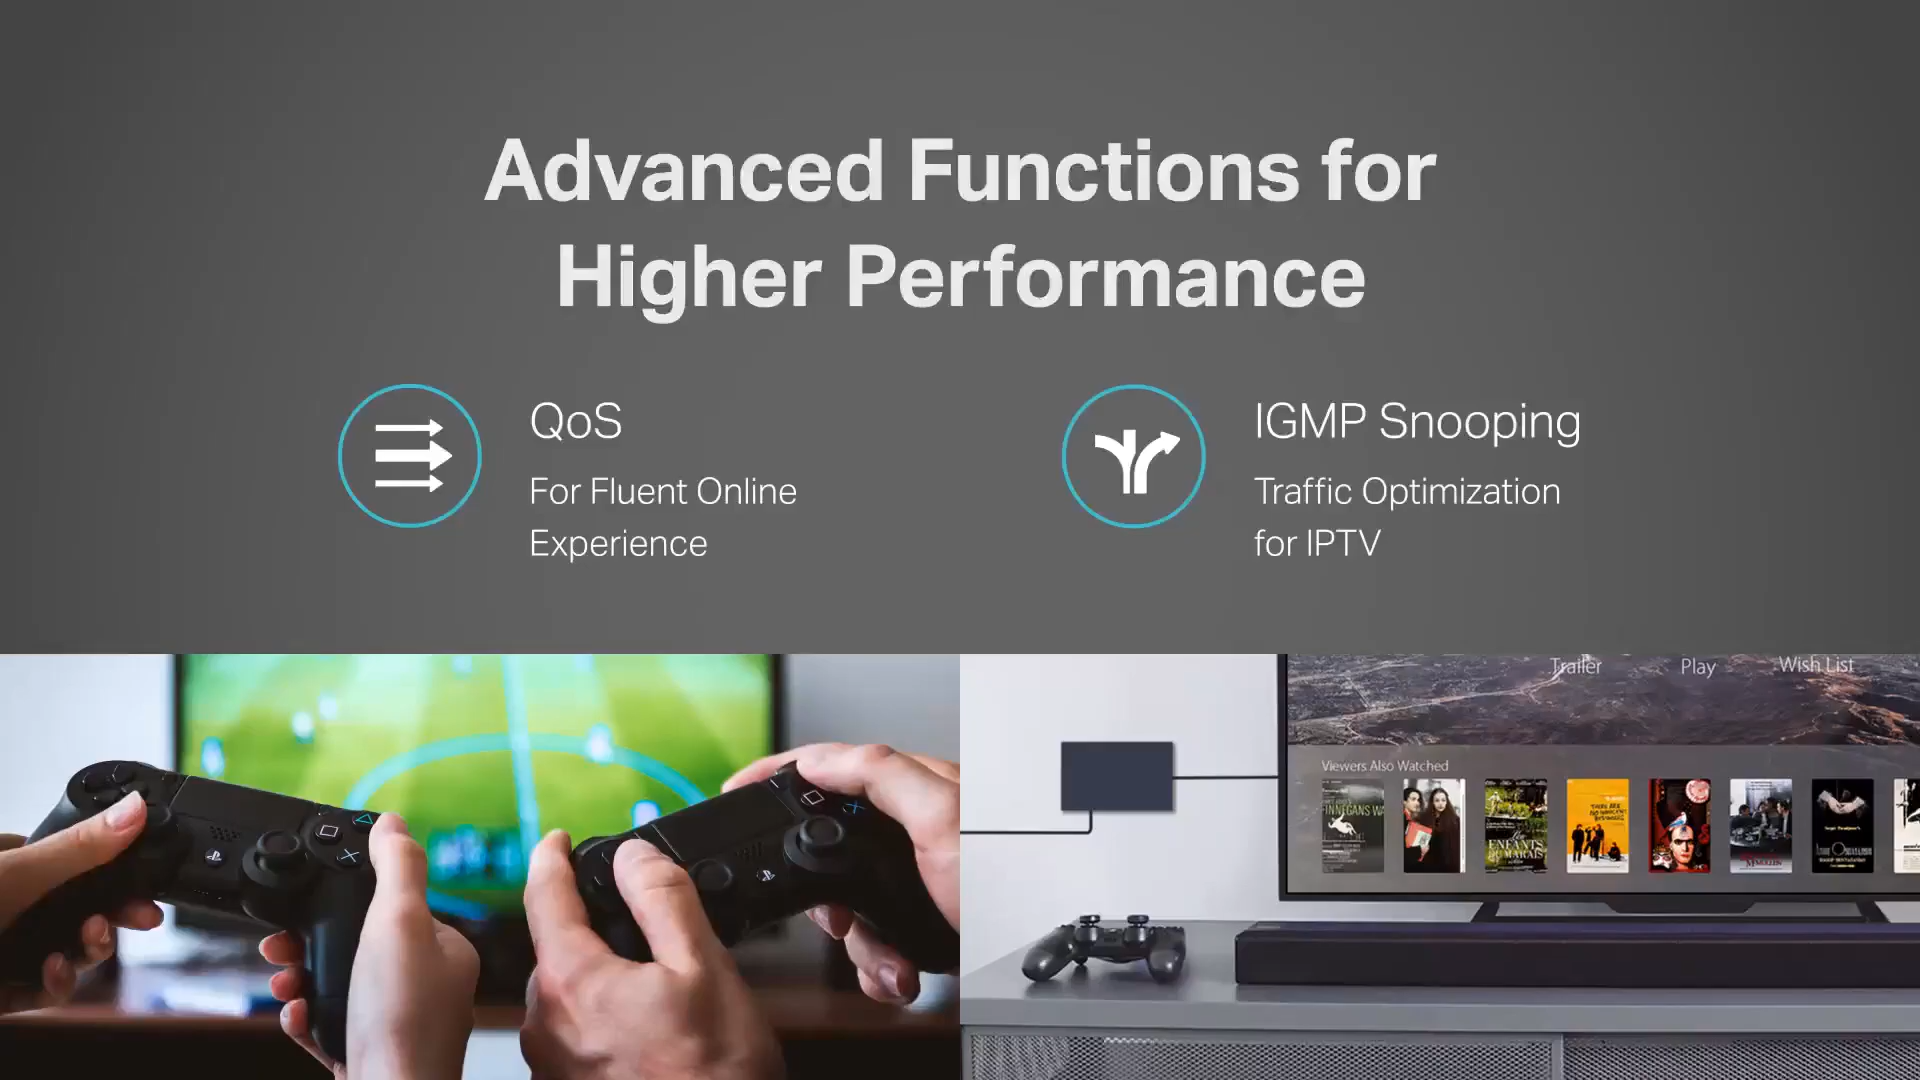 Advanced Functions for
Higher Performance
QoS
For Fluent Online
Experience
IGMP Snooping
Traffic Optimization
for IPTV
Trailer
Play
Wish List
Viewers Also Watched
ENFANTS